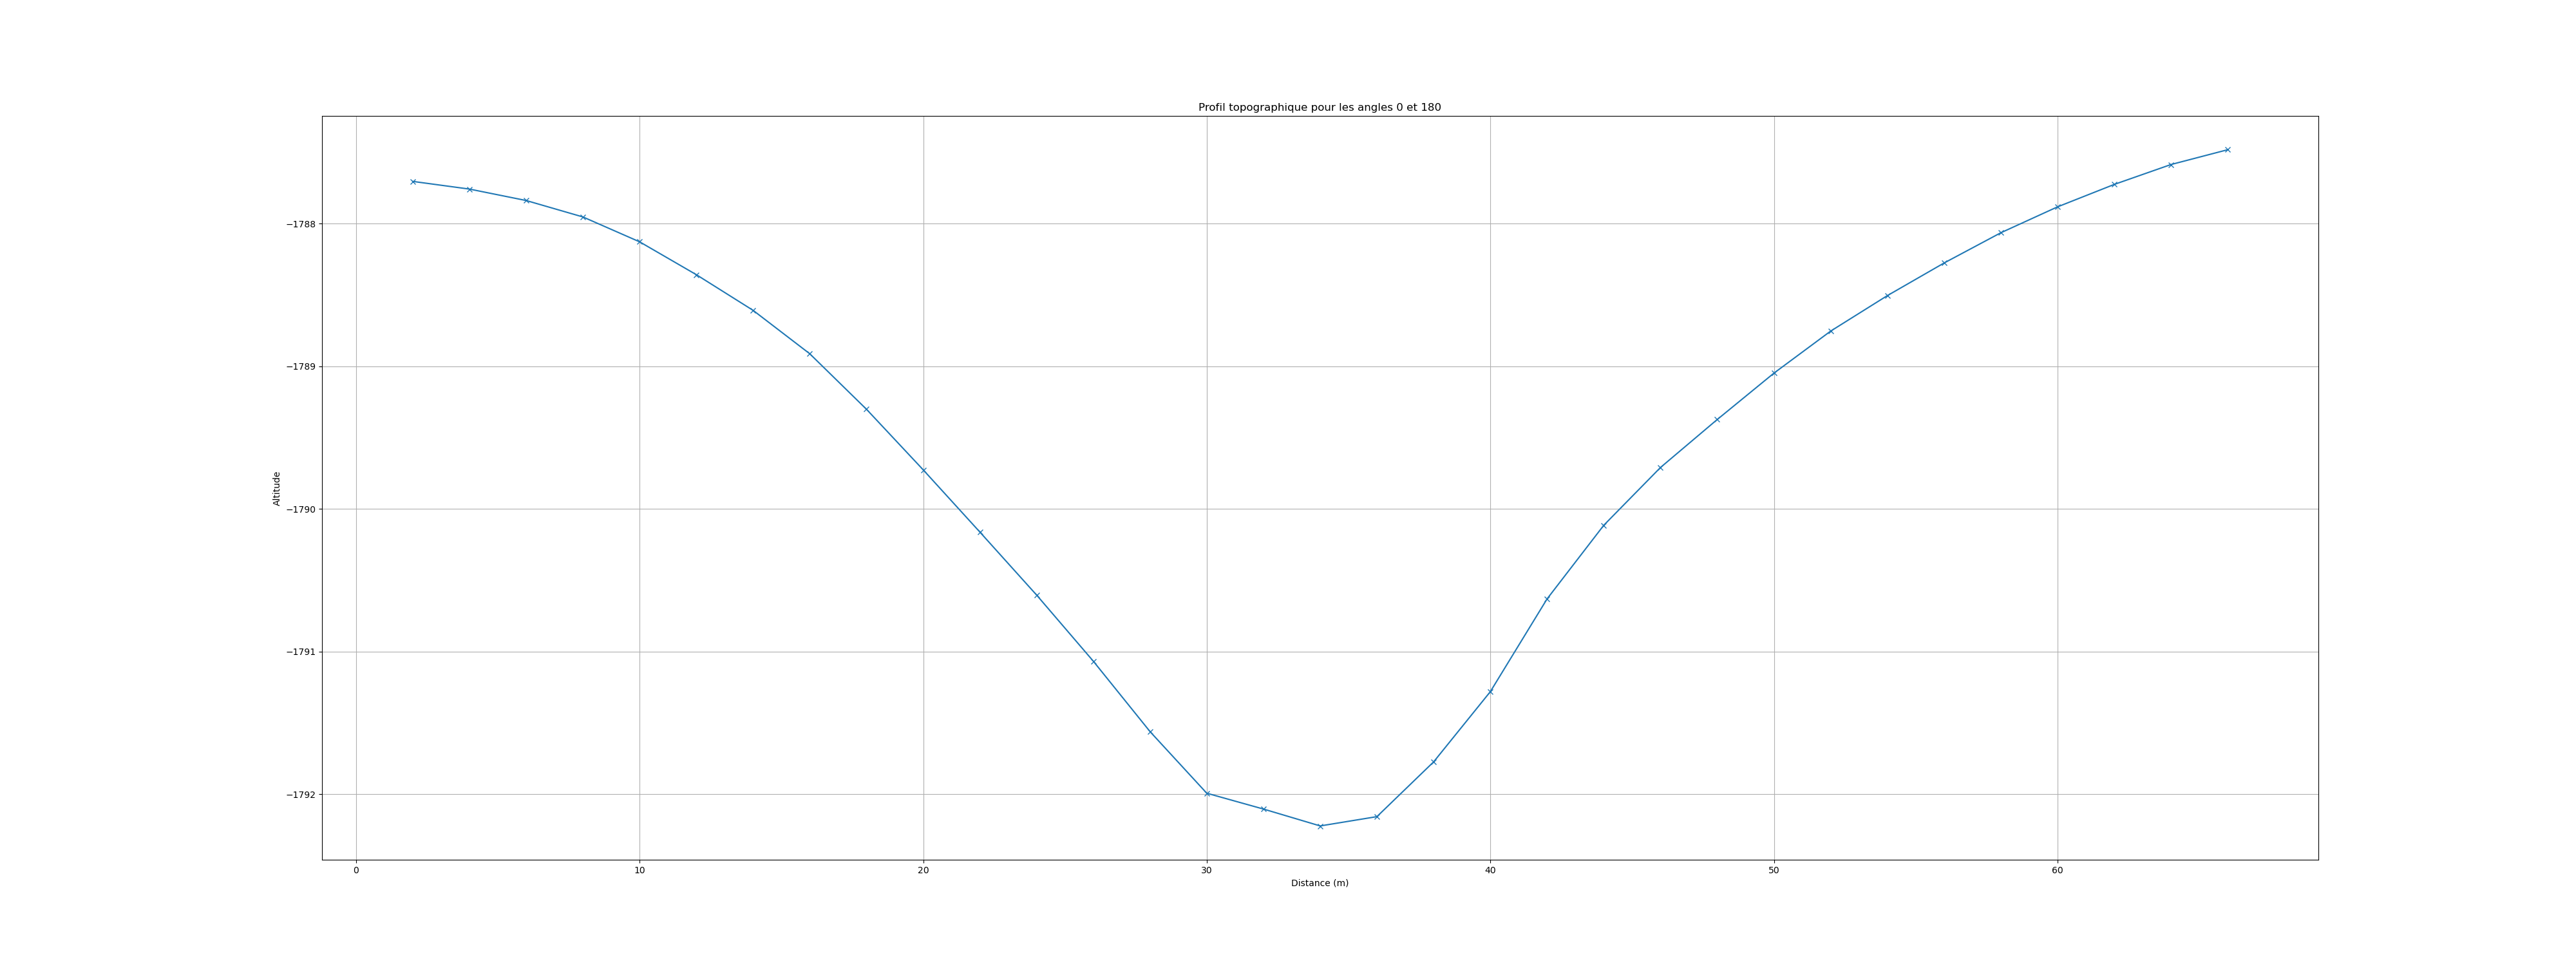 Profil topographique pour les angles 0 et 180
−1788
−1789
−1790
−1791
−1792
Altitude
0 10 20 30 40 50 60
Distance (m)